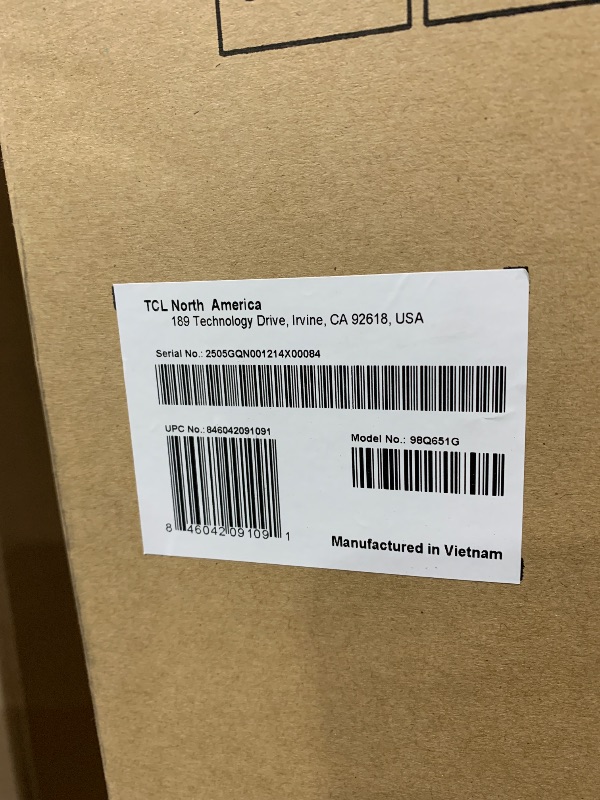 TCL North America
189 Technology Drive, Irvine, CA 92618, USA
Serial No.: 2505GQN001214X00084
UPC No.: 846042091091
Model No.: 98Q651G
8 46042 09109 1
Manufactured in Vietnam